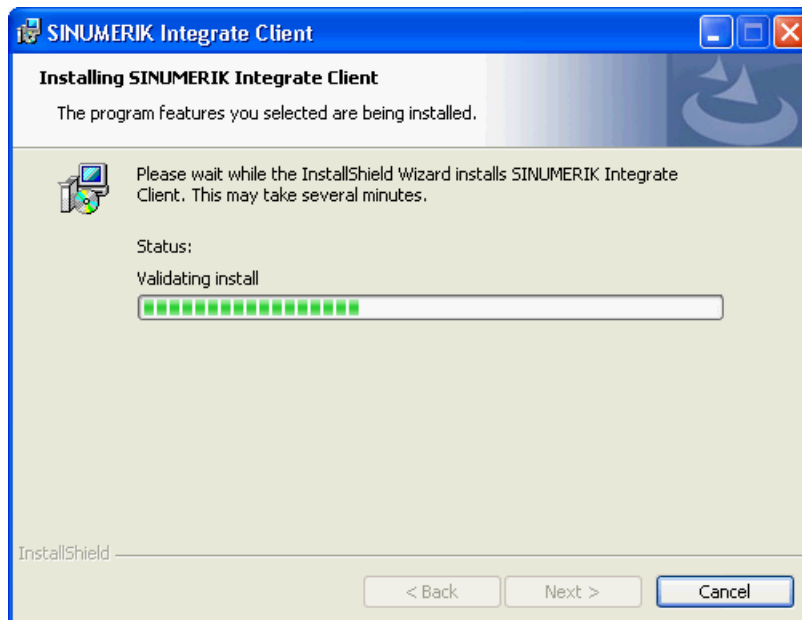 SINUMERIK Integrate Client
Installing SINUMERIK Integrate Client
The program features you selected are being installed.
Please wait while the InstallShield Wizard installs SINUMERIK Integrate
Client. This may take several minutes.
Status:
Validating install
InstallShield
< Back Next > Cancel